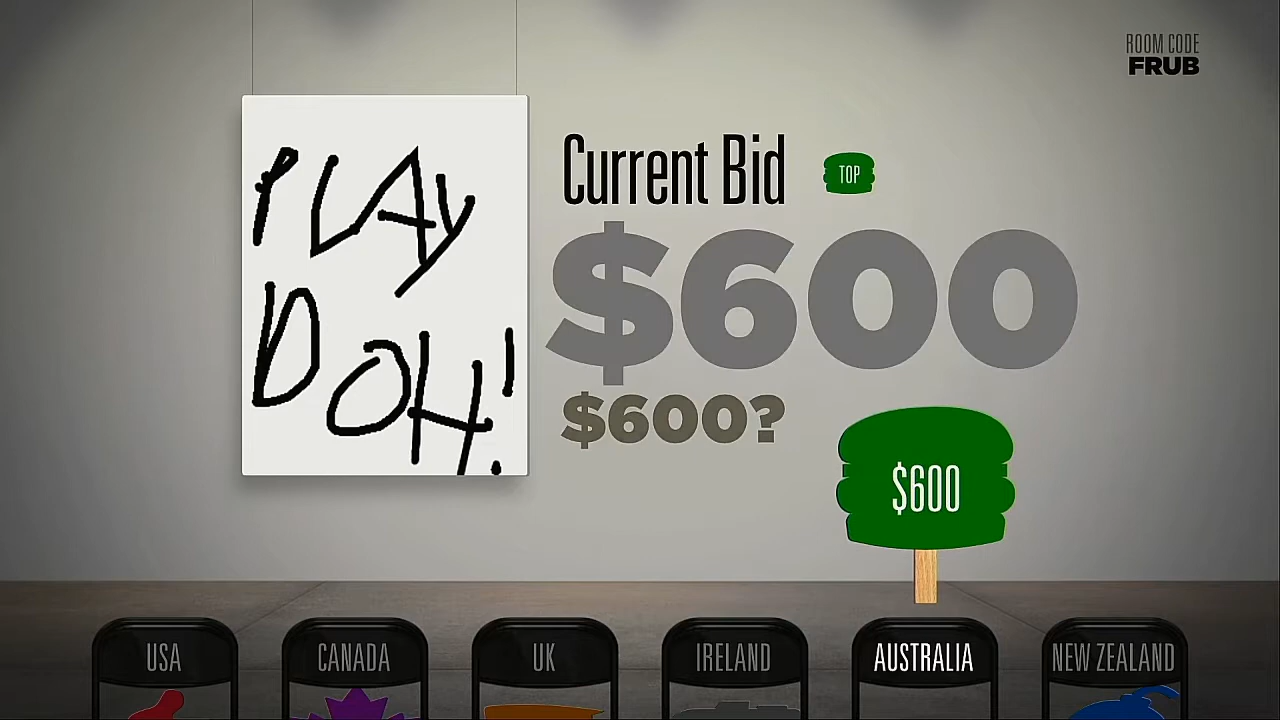 ROOM CODE
FRUB
PLAY
DOH!
Current Bid
TOP
$600
$600?
$600
USA
CANADA
UK
IRELAND
AUSTRALIA
NEW ZEALAND